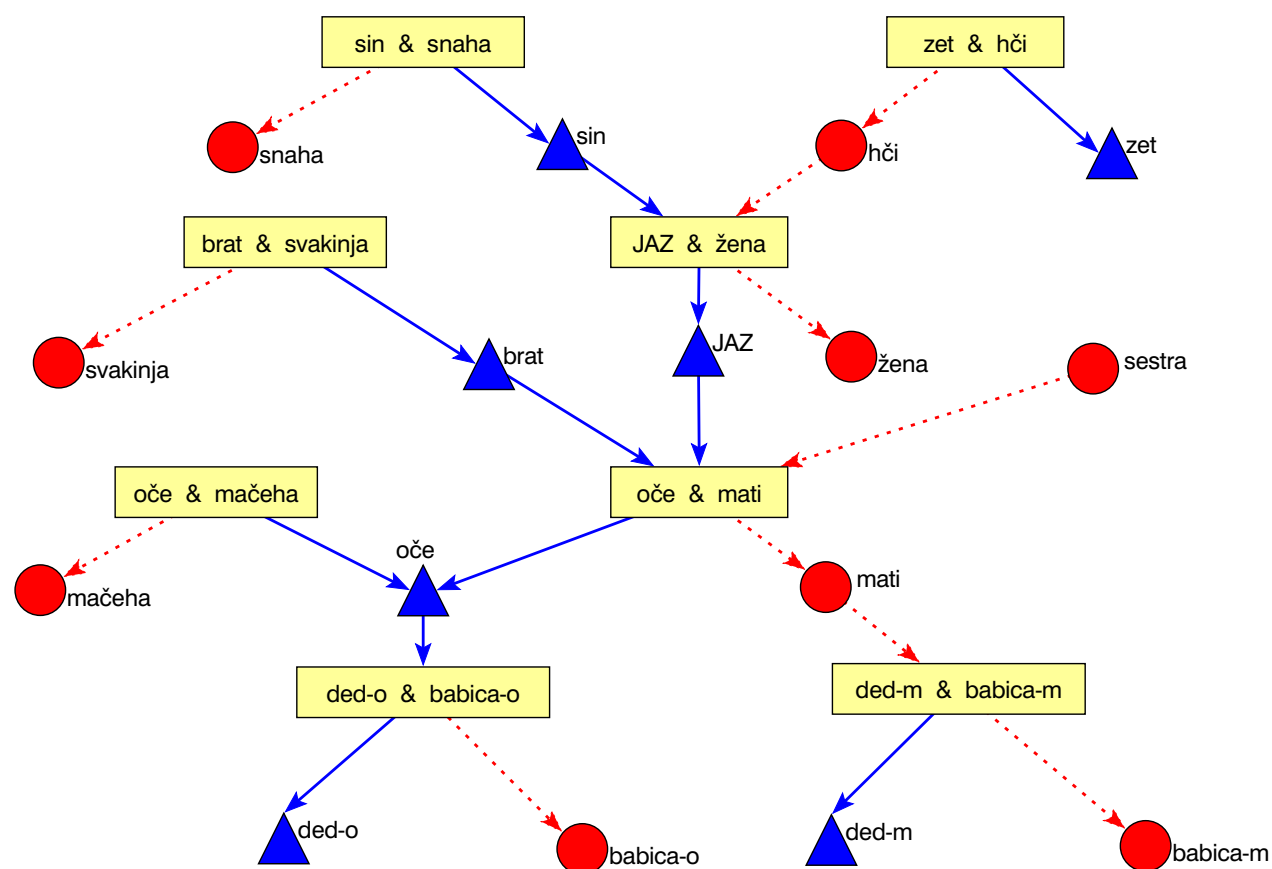 sin & snaha
zet & hči
snaha
sin
hči
zet
brat & svakinja
JAZ & žena
svakinja
brat
JAZ
žena
sestra
oče & mačeha
oče & mati
mačeha
oče
mati
ded-o & babica-o
ded-m & babica-m
ded-o
babica-o
ded-m
babica-m